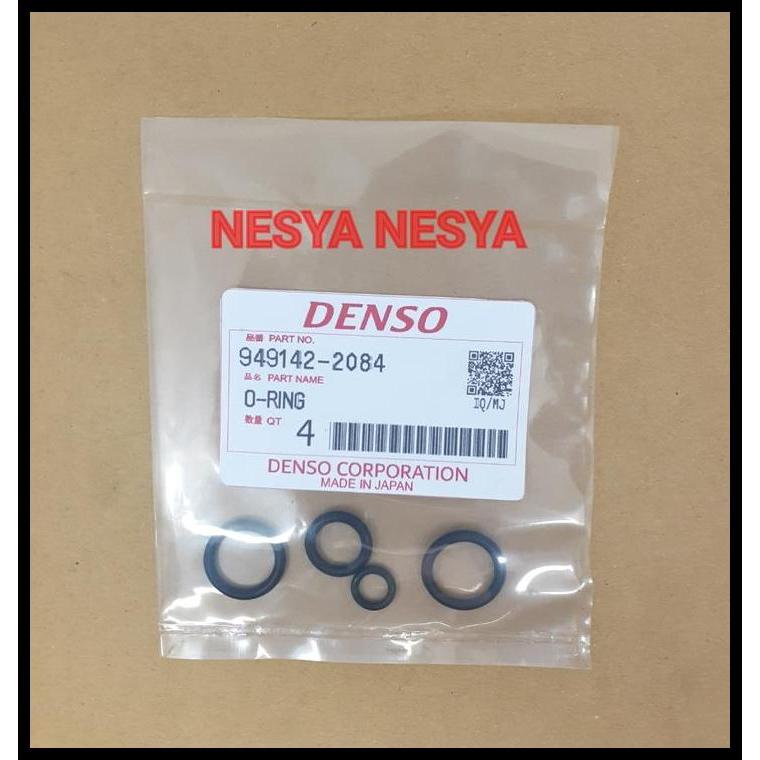 NESYA NESYA
DENSO
品番 PART NO.
949142-2084
品名 PART NAME
O-RING
IQ/MJ
数量 QT 4
DENSO CORPORATION
MADE IN JAPAN